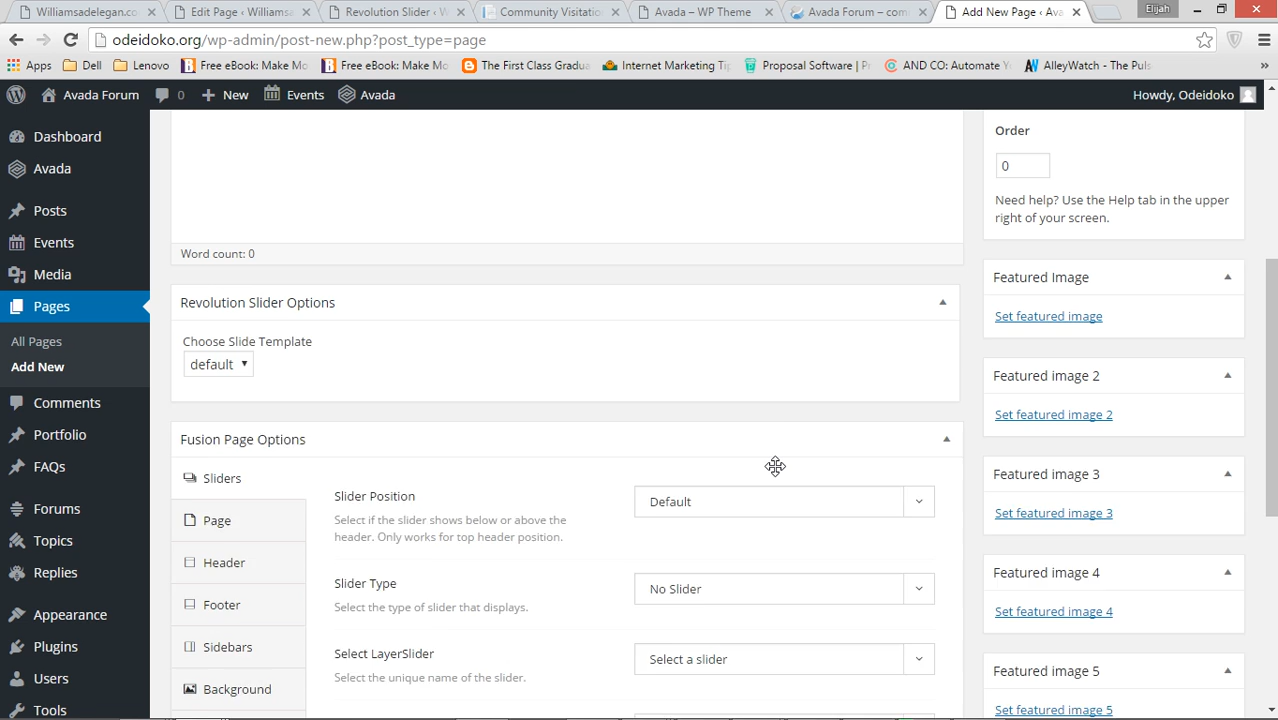 Williamsadelegan.co
Edit Page ‹ Williams
Revolution Slider ‹ W
Community Visitatio
Avada – WP Theme
Avada Forum – com
Add New Page ‹ Ava
Elijah
odeidoko.org/wp-admin/post-new.php?post_type=page
Apps
Dell
Lenovo
Free eBook: Make Mo
Free eBook: Make Mo
The First Class Gradua
Internet Marketing Tip
Proposal Software | P
AND CO: Automate Y
AlleyWatch - The Puls
»
Avada Forum
0
New
Events
Avada
Howdy, Odeidoko
Dashboard
Avada
Posts
Events
Media
Pages
All Pages
Add New
Comments
Portfolio
FAQs
Forums
Topics
Replies
Appearance
Plugins
Users
Tools
Word count: 0
Revolution Slider Options
Choose Slide Template
default
Fusion Page Options
Sliders
Page
Header
Footer
Sidebars
Background
Slider Position
Select if the slider shows below or above the
header. Only works for top header position.
Default
Slider Type
Select the type of slider that displays.
No Slider
Select LayerSlider
Select the unique name of the slider.
Select a slider
Order
0
Need help? Use the Help tab in the upper
right of your screen.
Featured Image
Set featured image
Featured image 2
Set featured image 2
Featured image 3
Set featured image 3
Featured image 4
Set featured image 4
Featured image 5
Set featured image 5